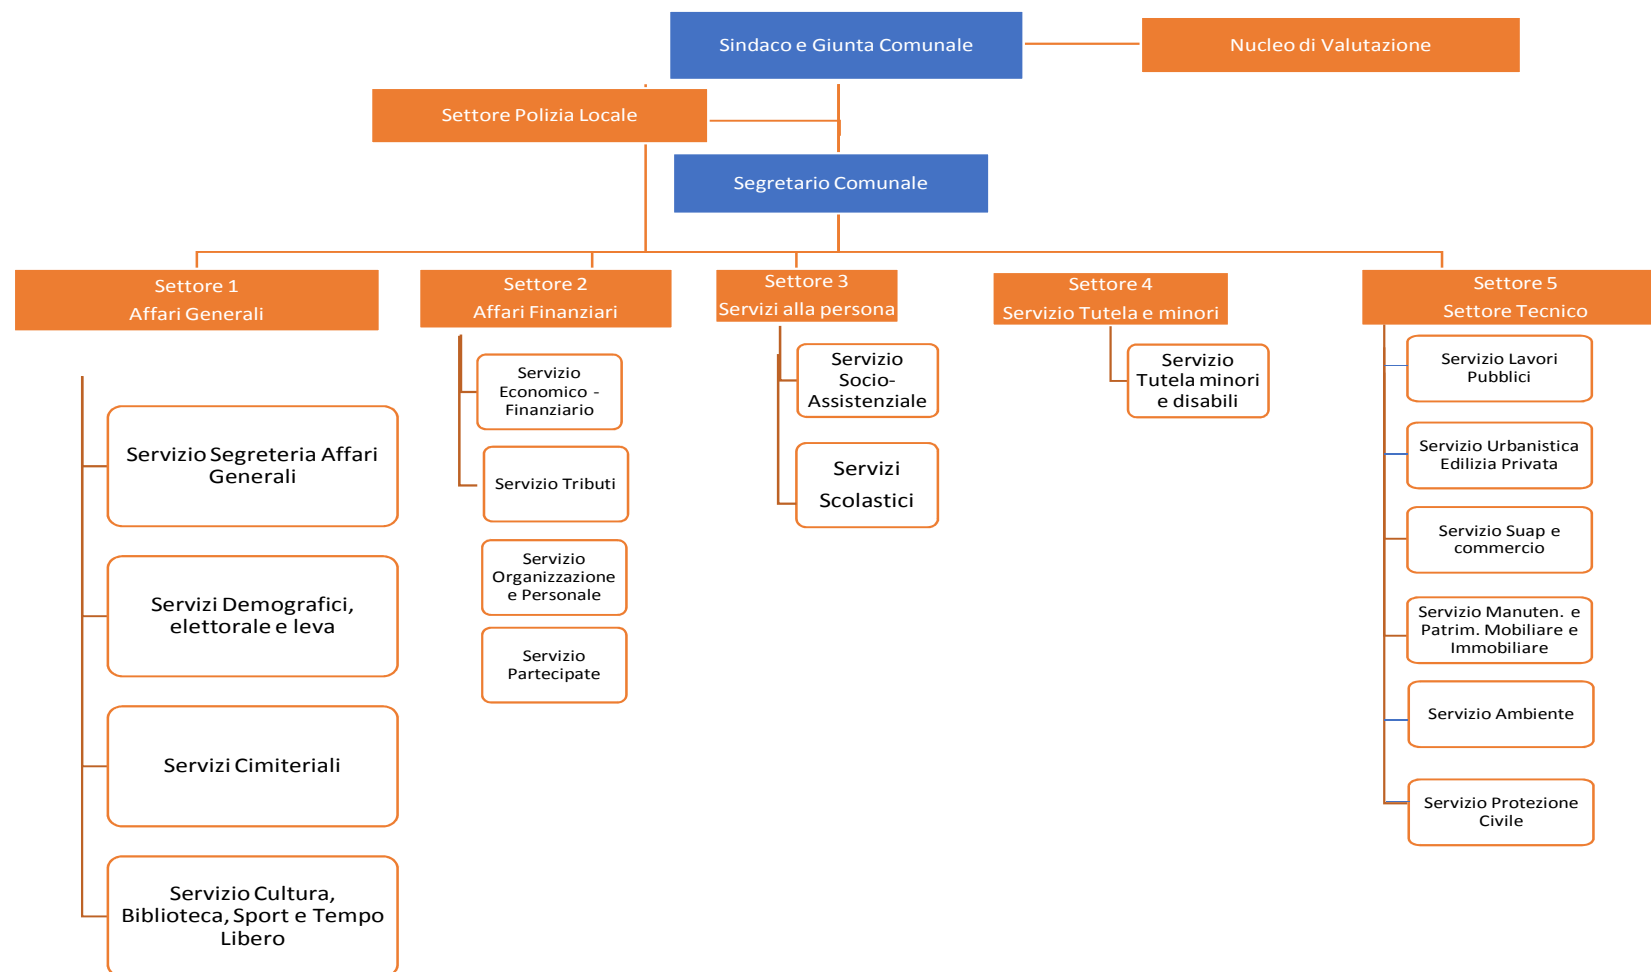 Sindaco e Giunta Comunale
Nucleo di Valutazione
Settore Polizia Locale
Segretario Comunale
Settore 1
Affari Generali
Settore 2
Affari Finanziari
Settore 3
Servizi alla persona
Settore 4
Servizio Tutela e minori
Settore 5
Settore Tecnico
Servizio Segreteria Affari
Generali
Servizi Demografici,
elettorale e leva
Servizi Cimiteriali
Servizio Cultura,
Biblioteca, Sport e Tempo
Libero
Servizio
Economico -
Finanziario
Servizio Tributi
Servizio
Organizzazione
e Personale
Servizio
Partecipate
Servizio
Socio-
Assistenziale
Servizi
Scolastici
Servizio
Tutela minori
e disabili
Servizio Lavori
Pubblici
Servizio Urbanistica
Edilizia Privata
Servizio Suap e
commercio
Servizio Manuten. e
Patrim. Mobiliare e
Immobiliare
Servizio Ambiente
Servizio Protezione
Civile